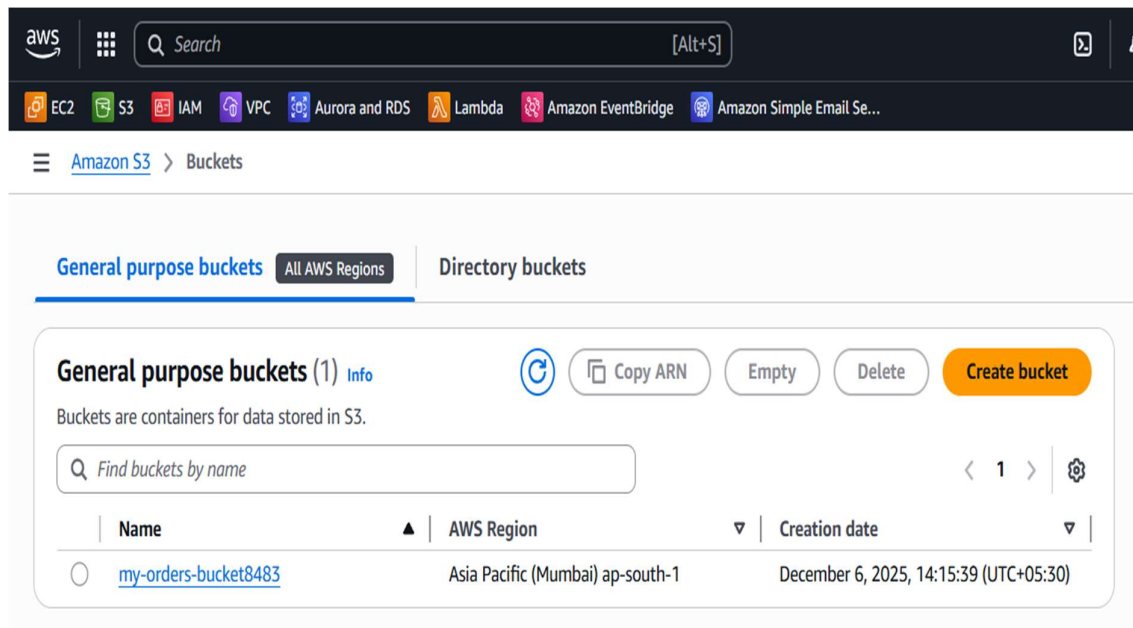 aws Search [Alt+S]
EC2 S3 IAM VPC Aurora and RDS Lambda Amazon EventBridge Amazon Simple Email Se...
Amazon S3 > Buckets
General purpose buckets All AWS Regions Directory buckets
General purpose buckets (1) Info Copy ARN Empty Delete Create bucket
Buckets are containers for data stored in S3.
Find buckets by name < 1 >
Name AWS Region Creation date
my-orders-bucket8483 Asia Pacific (Mumbai) ap-south-1 December 6, 2025, 14:15:39 (UTC+05:30)